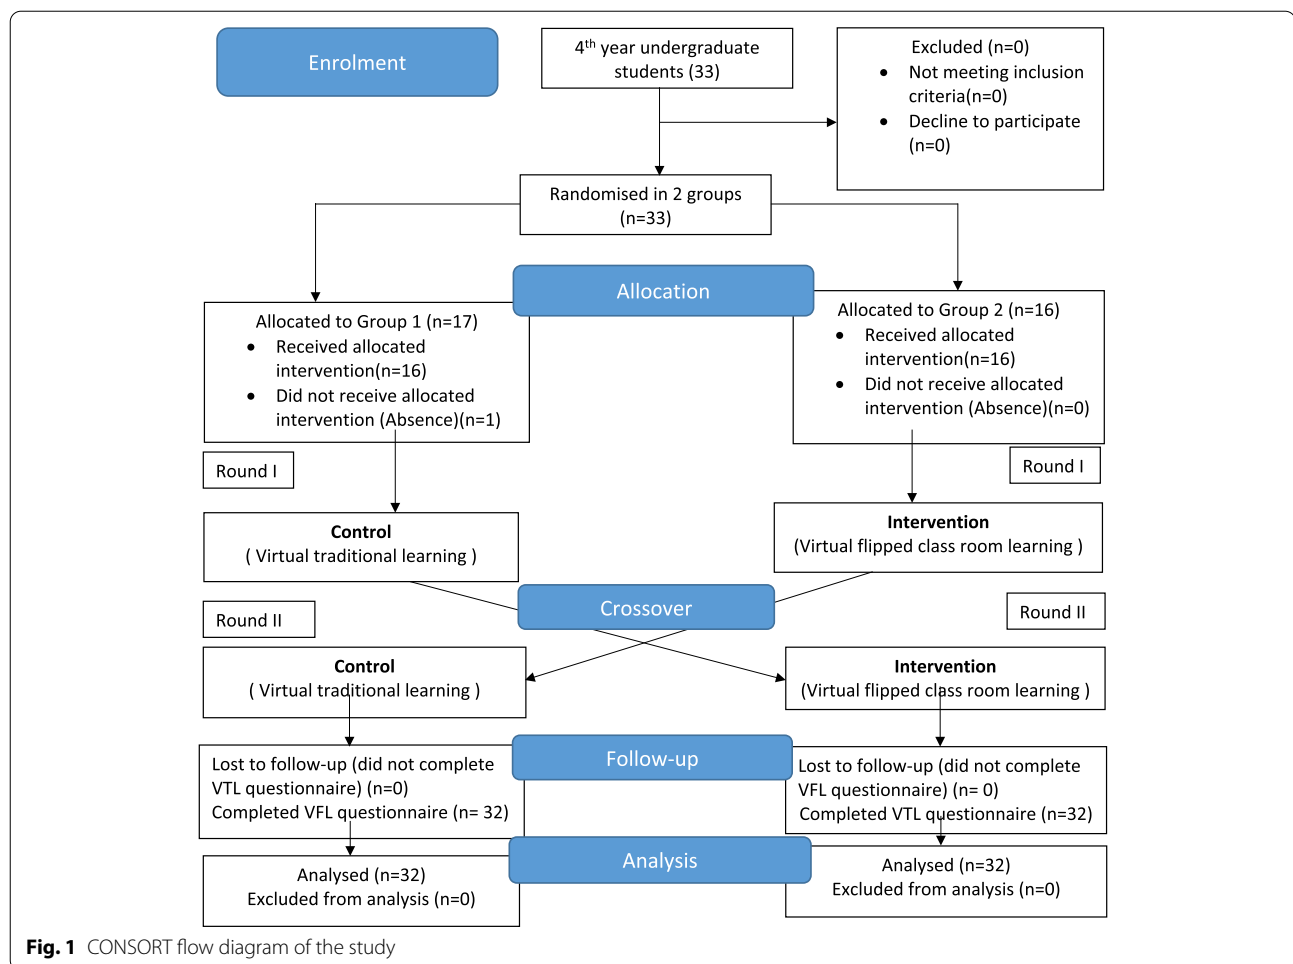 Enrolment
4th year undergraduate
students (33)
Excluded (n=0)
• Not meeting inclusion
criteria(n=0)
• Decline to participate
(n=0)
Randomised in 2 groups
(n=33)
Allocation
Allocated to Group 1 (n=17)
• Received allocated
intervention(n=16)
• Did not receive allocated
intervention (Absence)(n=1)
Allocated to Group 2 (n=16)
• Received allocated
intervention(n=16)
• Did not receive allocated
intervention (Absence)(n=0)
Round I
Round I
Control
( Virtual traditional learning )
Intervention
(Virtual flipped class room learning )
Crossover
Round II
Round II
Control
( Virtual traditional learning )
Intervention
(Virtual flipped class room learning )
Follow-up
Lost to follow-up (did not complete
VTL questionnaire) (n=0)
Completed VFL questionnaire (n= 32)
Lost to follow-up (did not complete
VFL questionnaire) (n= 0)
Completed VTL questionnaire (n=32)
Analysis
Analysed (n=32)
Excluded from analysis (n=0)
Analysed (n=32)
Excluded from analysis (n=0)
Fig. 1 CONSORT flow diagram of the study